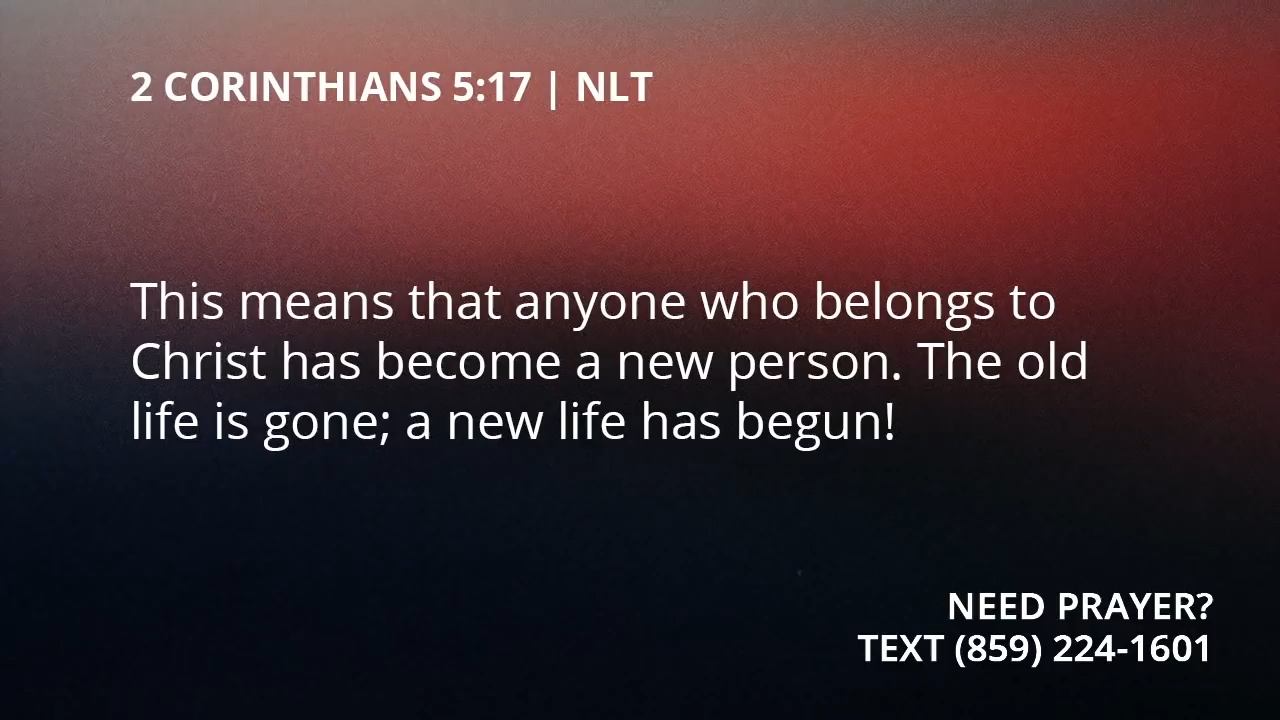 2 CORINTHIANS 5:17 | NLT
This means that anyone who belongs to
Christ has become a new person. The old
life is gone; a new life has begun!
NEED PRAYER?
TEXT (859) 224-1601